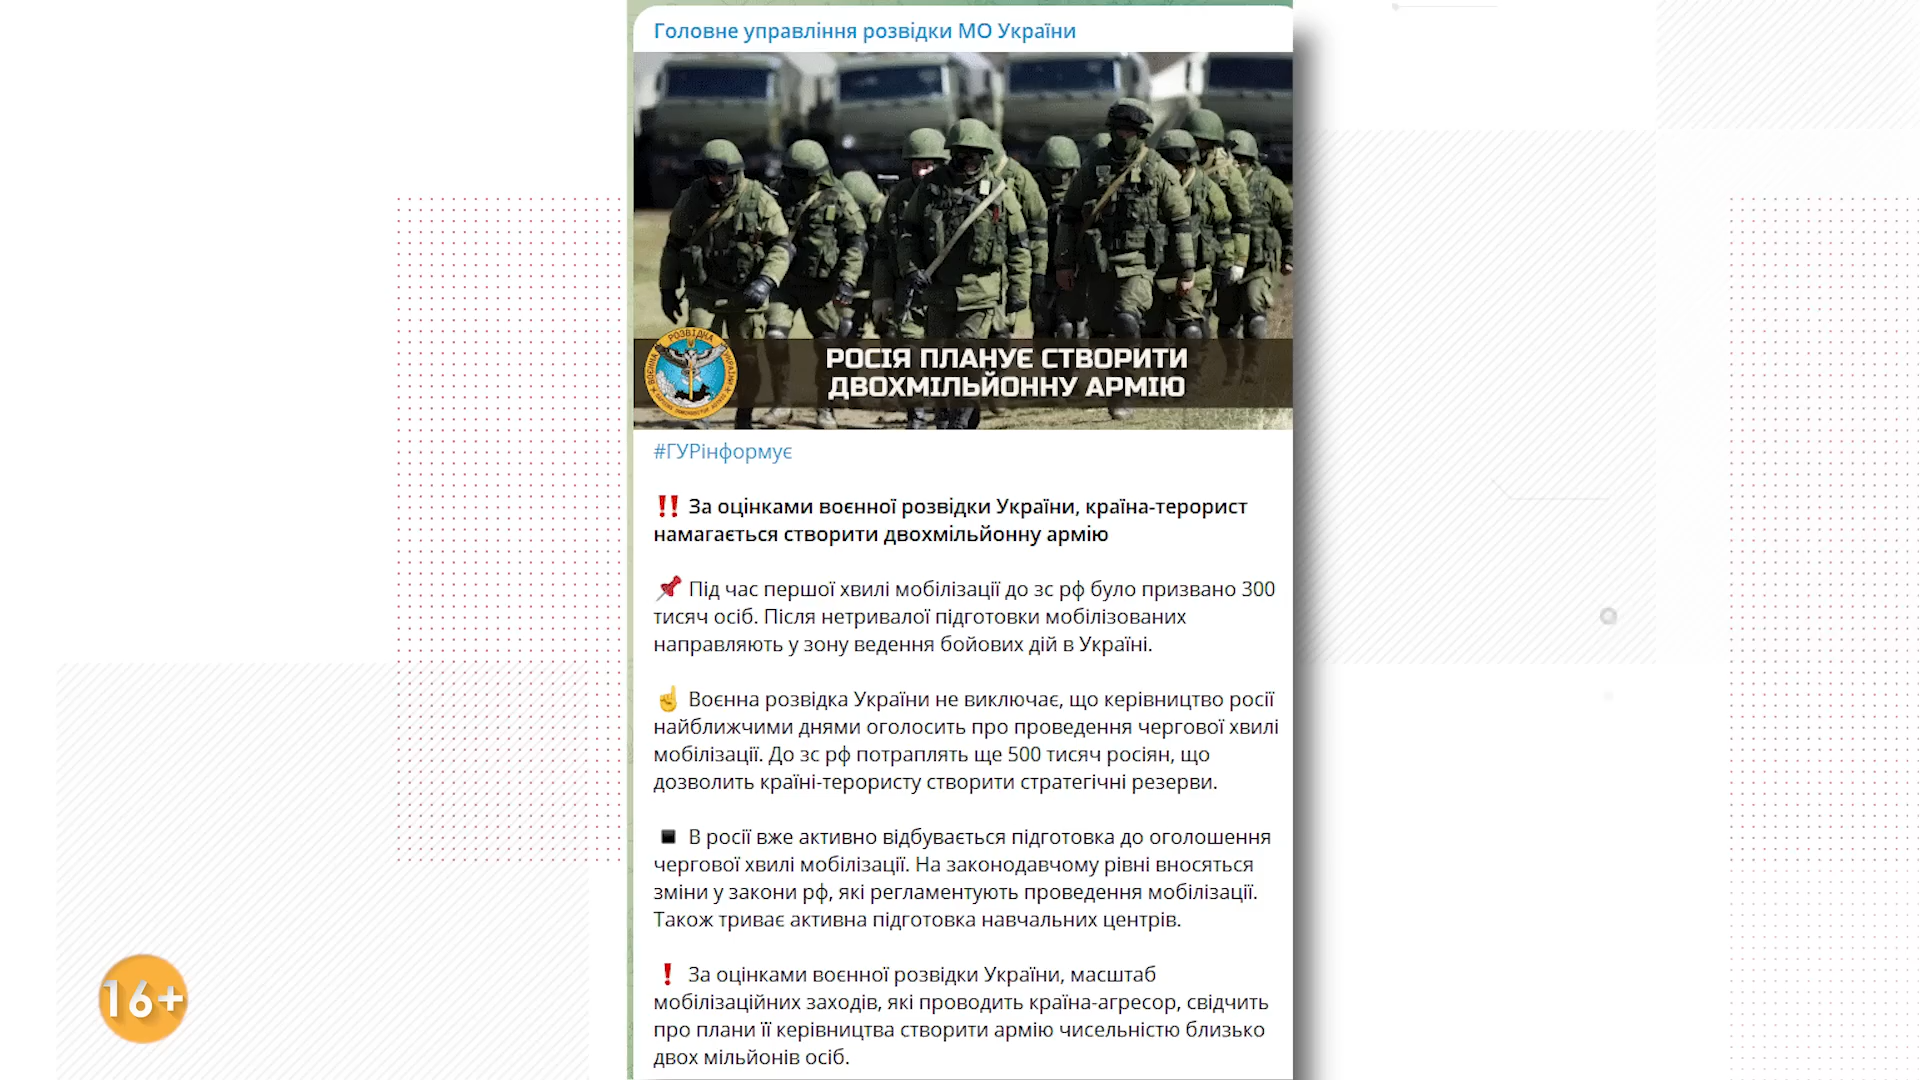 Головне управління розвідки МО України
РОЗВІДКА
ВОЄННА
УКРАЇНИ
РОСІЯ ПЛАНУЄ СТВОРИТИ
ДВОХМІЛЬЙОННУ АРМІЮ
#ГУРінформує
‼ За оцінками воєнної розвідки України, країна-терорист
намагається створити двохмільйонну армію
📌 Під час першої хвилі мобілізації до зс рф було призвано 300
тисяч осіб. Після нетривалої підготовки мобілізованих
направляють у зону ведення бойових дій в Україні.
☝ Воєнна розвідка України не виключає, що керівництво росії
найближчими днями оголосить про проведення чергової хвилі
мобілізації. До зс рф потраплять ще 500 тисяч росіян, що
дозволить країні-терористу створити стратегічні резерви.
◾ В росії вже активно відбувається підготовка до оголошення
чергової хвилі мобілізації. На законодавчому рівні вносяться
зміни у закони рф, які регламентують проведення мобілізації.
Також триває активна підготовка навчальних центрів.
❗ За оцінками воєнної розвідки України, масштаб
мобілізаційних заходів, які проводить країна-агресор, свідчить
про плани її керівництва створити армію чисельністю близько
двох мільйонів осіб.
16+